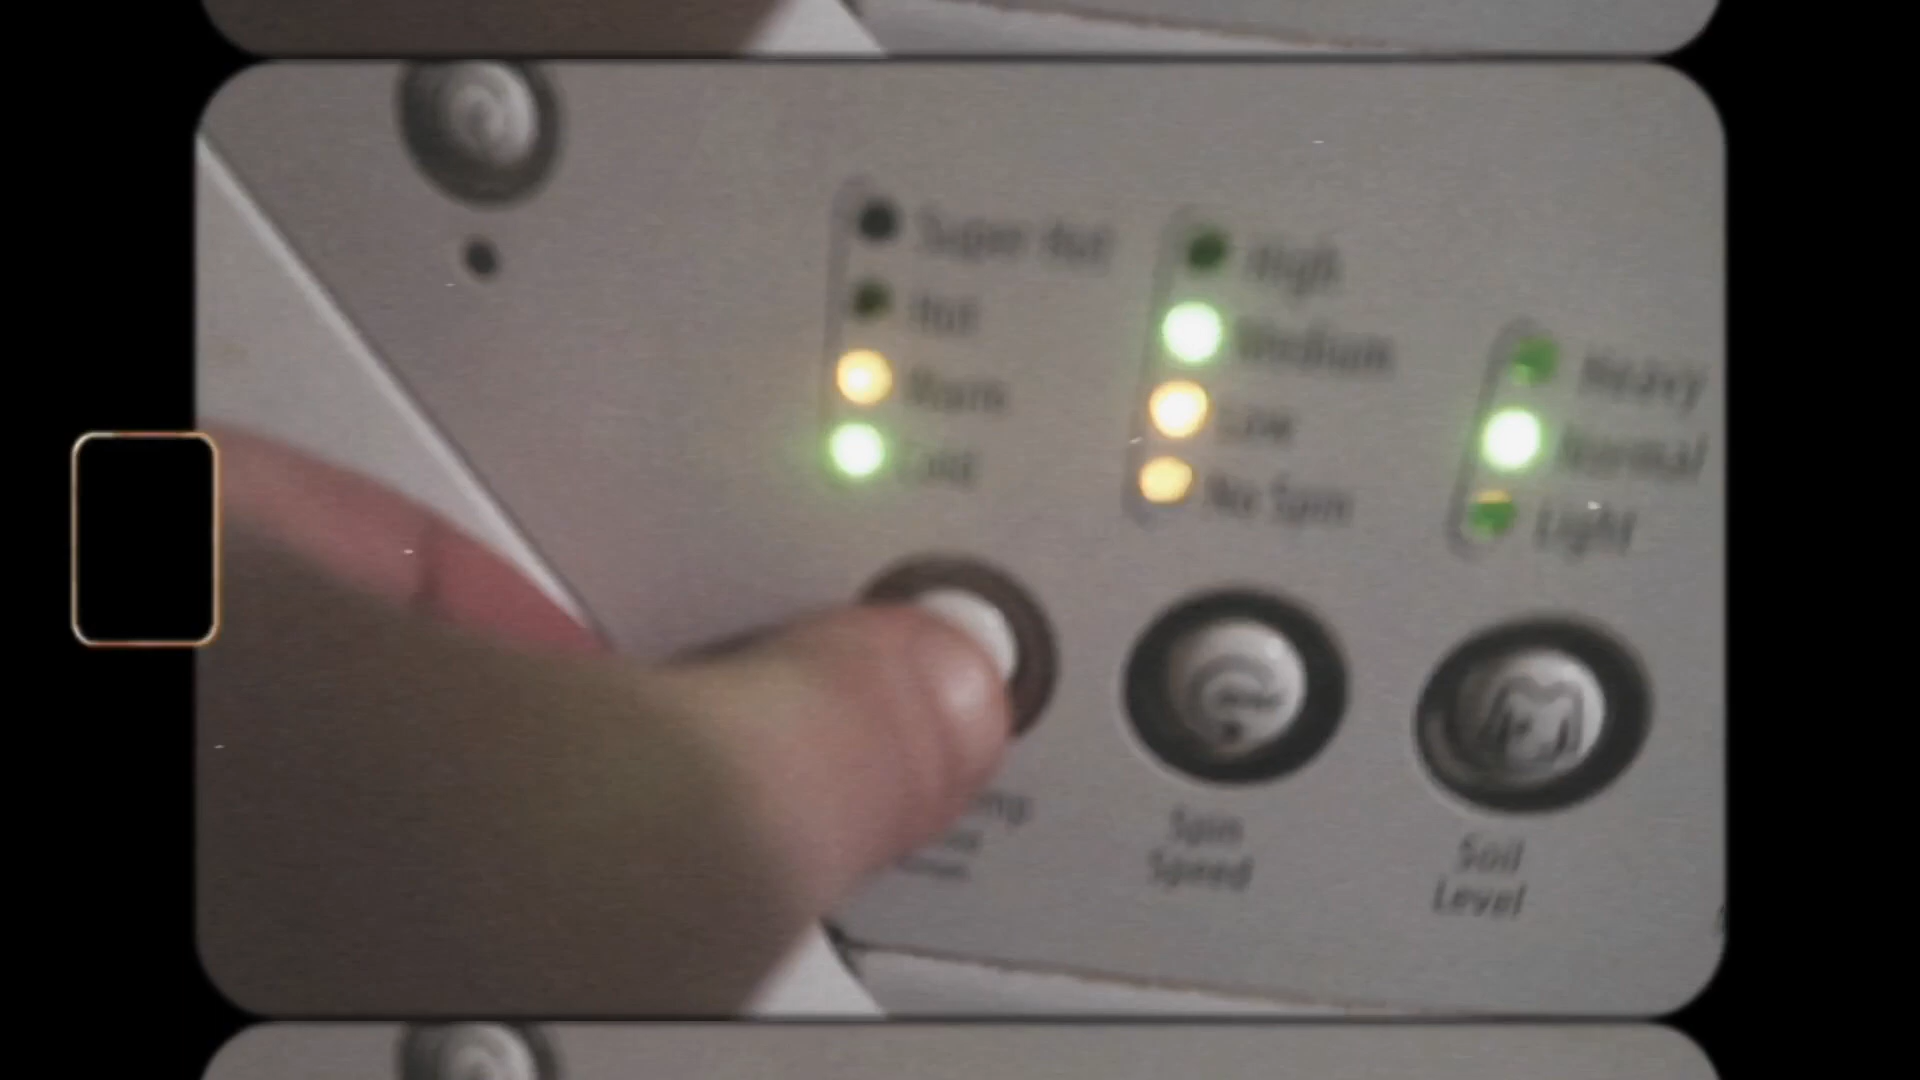 Super Hot
Hot
Warm
Cold
High
Medium
Low
No Spin
Heavy
Normal
Light
Spin
Speed
Soil
Level